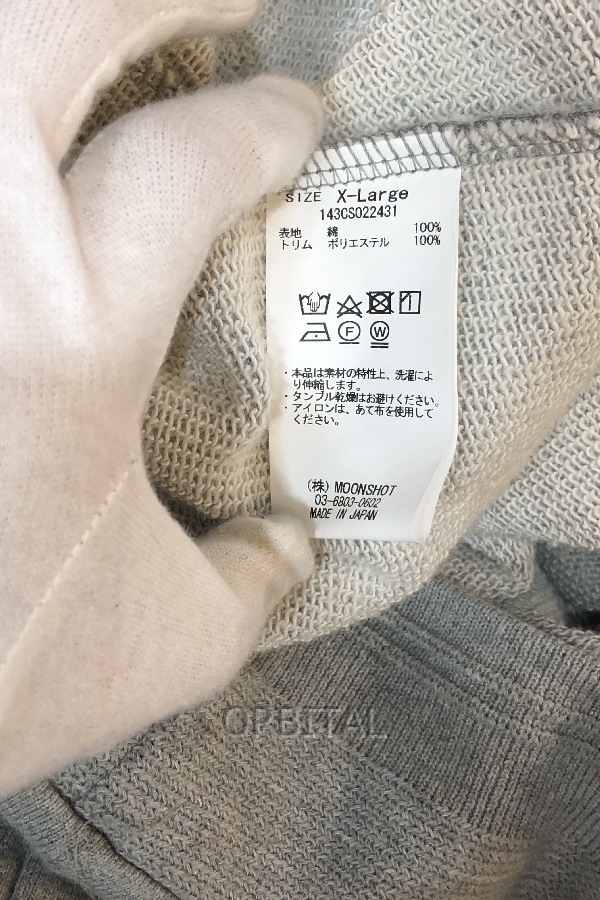 SIZE X-Large
143CS022431
表地 綿 100%
トリム ポリエステル 100%
F W
・本品は素材の特性上、洗濯によ
り伸縮します。
・タンブル乾燥はお避けください。
・アイロンは、あて布を使用して
ください。
(株) MOONSHOT
03-6803-0602
MADE IN JAPAN
OPBITAL